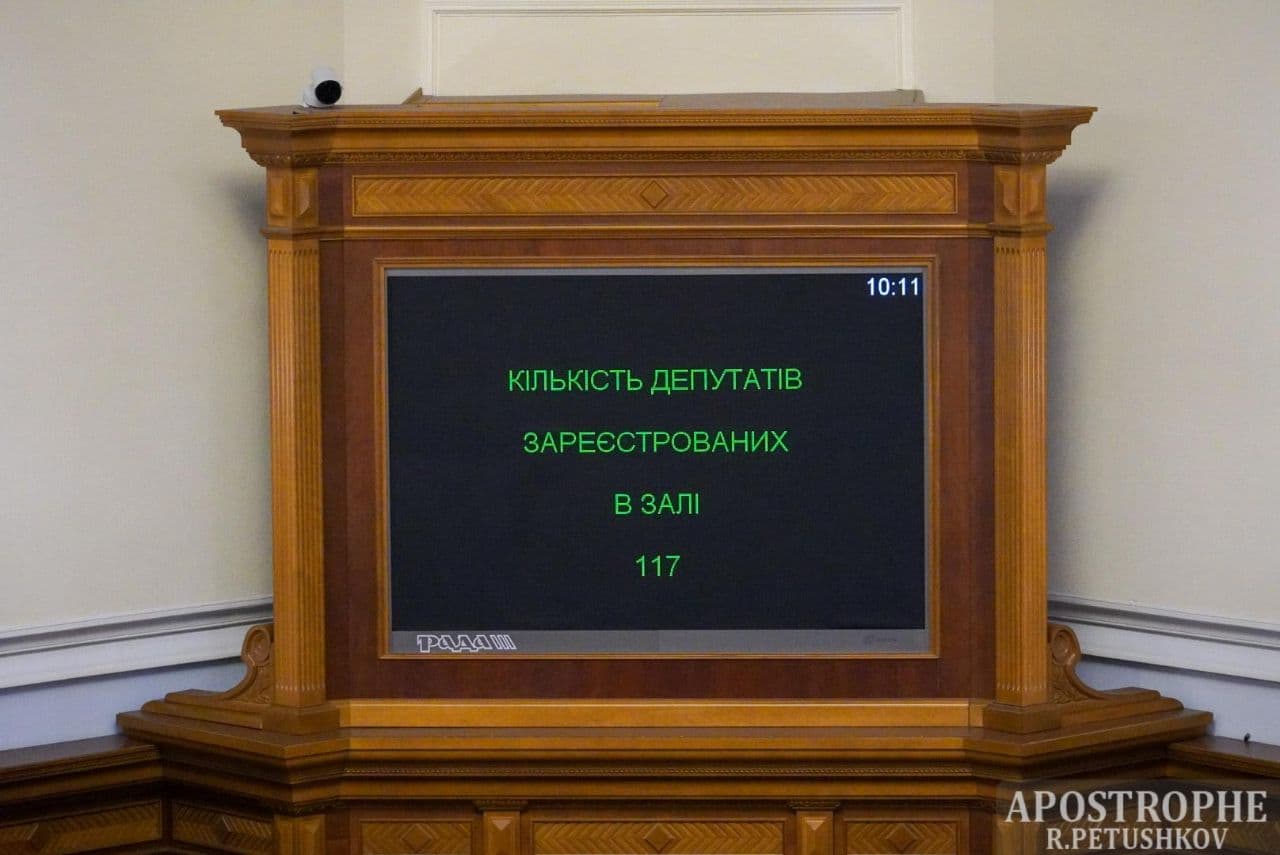 10:11
КІЛЬКІСТЬ ДЕПУТАТІВ
ЗАРЕЄСТРОВАНИХ
В ЗАЛІ
117
РАДА III
APOSTROPHE
R.PETUSHKOV